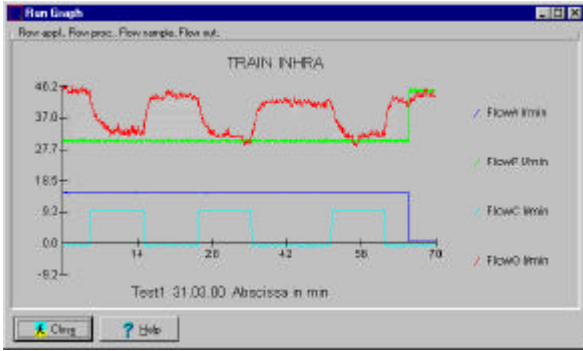 Run Graph
Flow appl., Flow proc., Flow sample, Flow out.
TRAIN INHRA
46.2
37.0
27.7
18.5
9.2
0.0
-9.2
14 28 42 56 70
FlowA l/min
FlowP l/min
FlowC l/min
FlowO l/min
Test1 31.03.00 Abscissa in min
Close
? Help